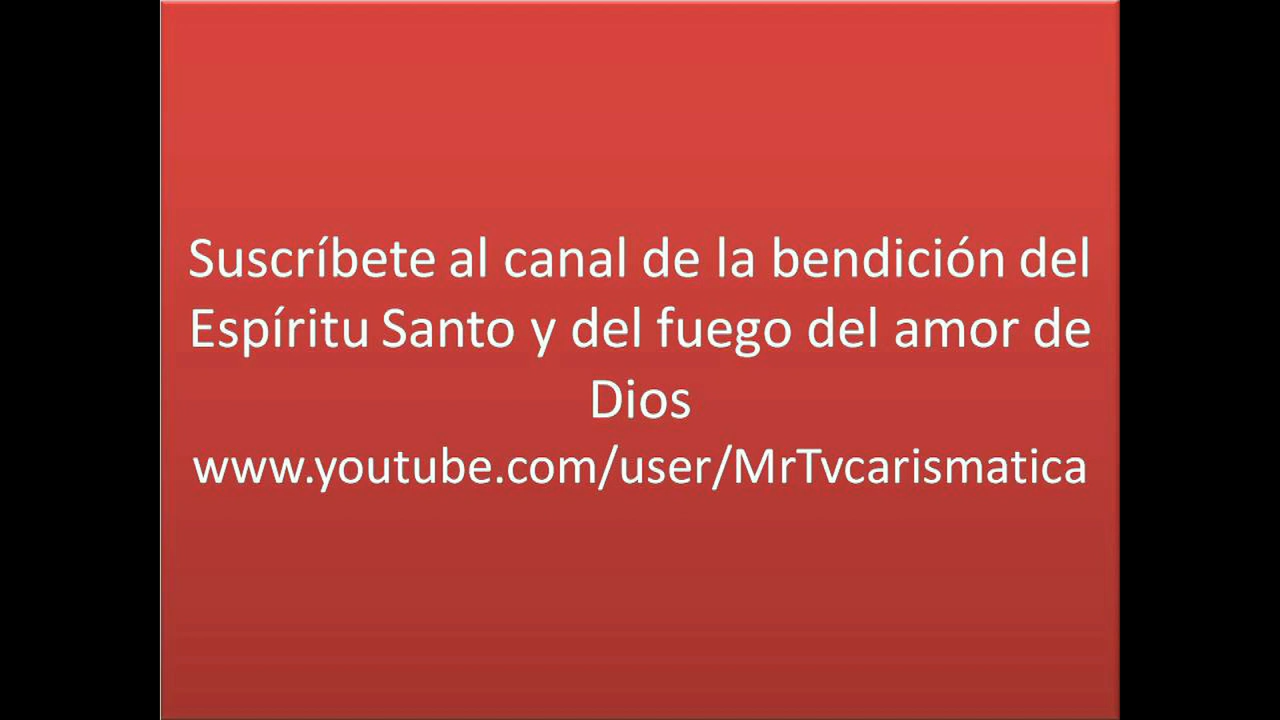 Suscríbete al canal de la bendición del
Espíritu Santo y del fuego del amor de
Dios
www.youtube.com/user/MrTvcarismatica